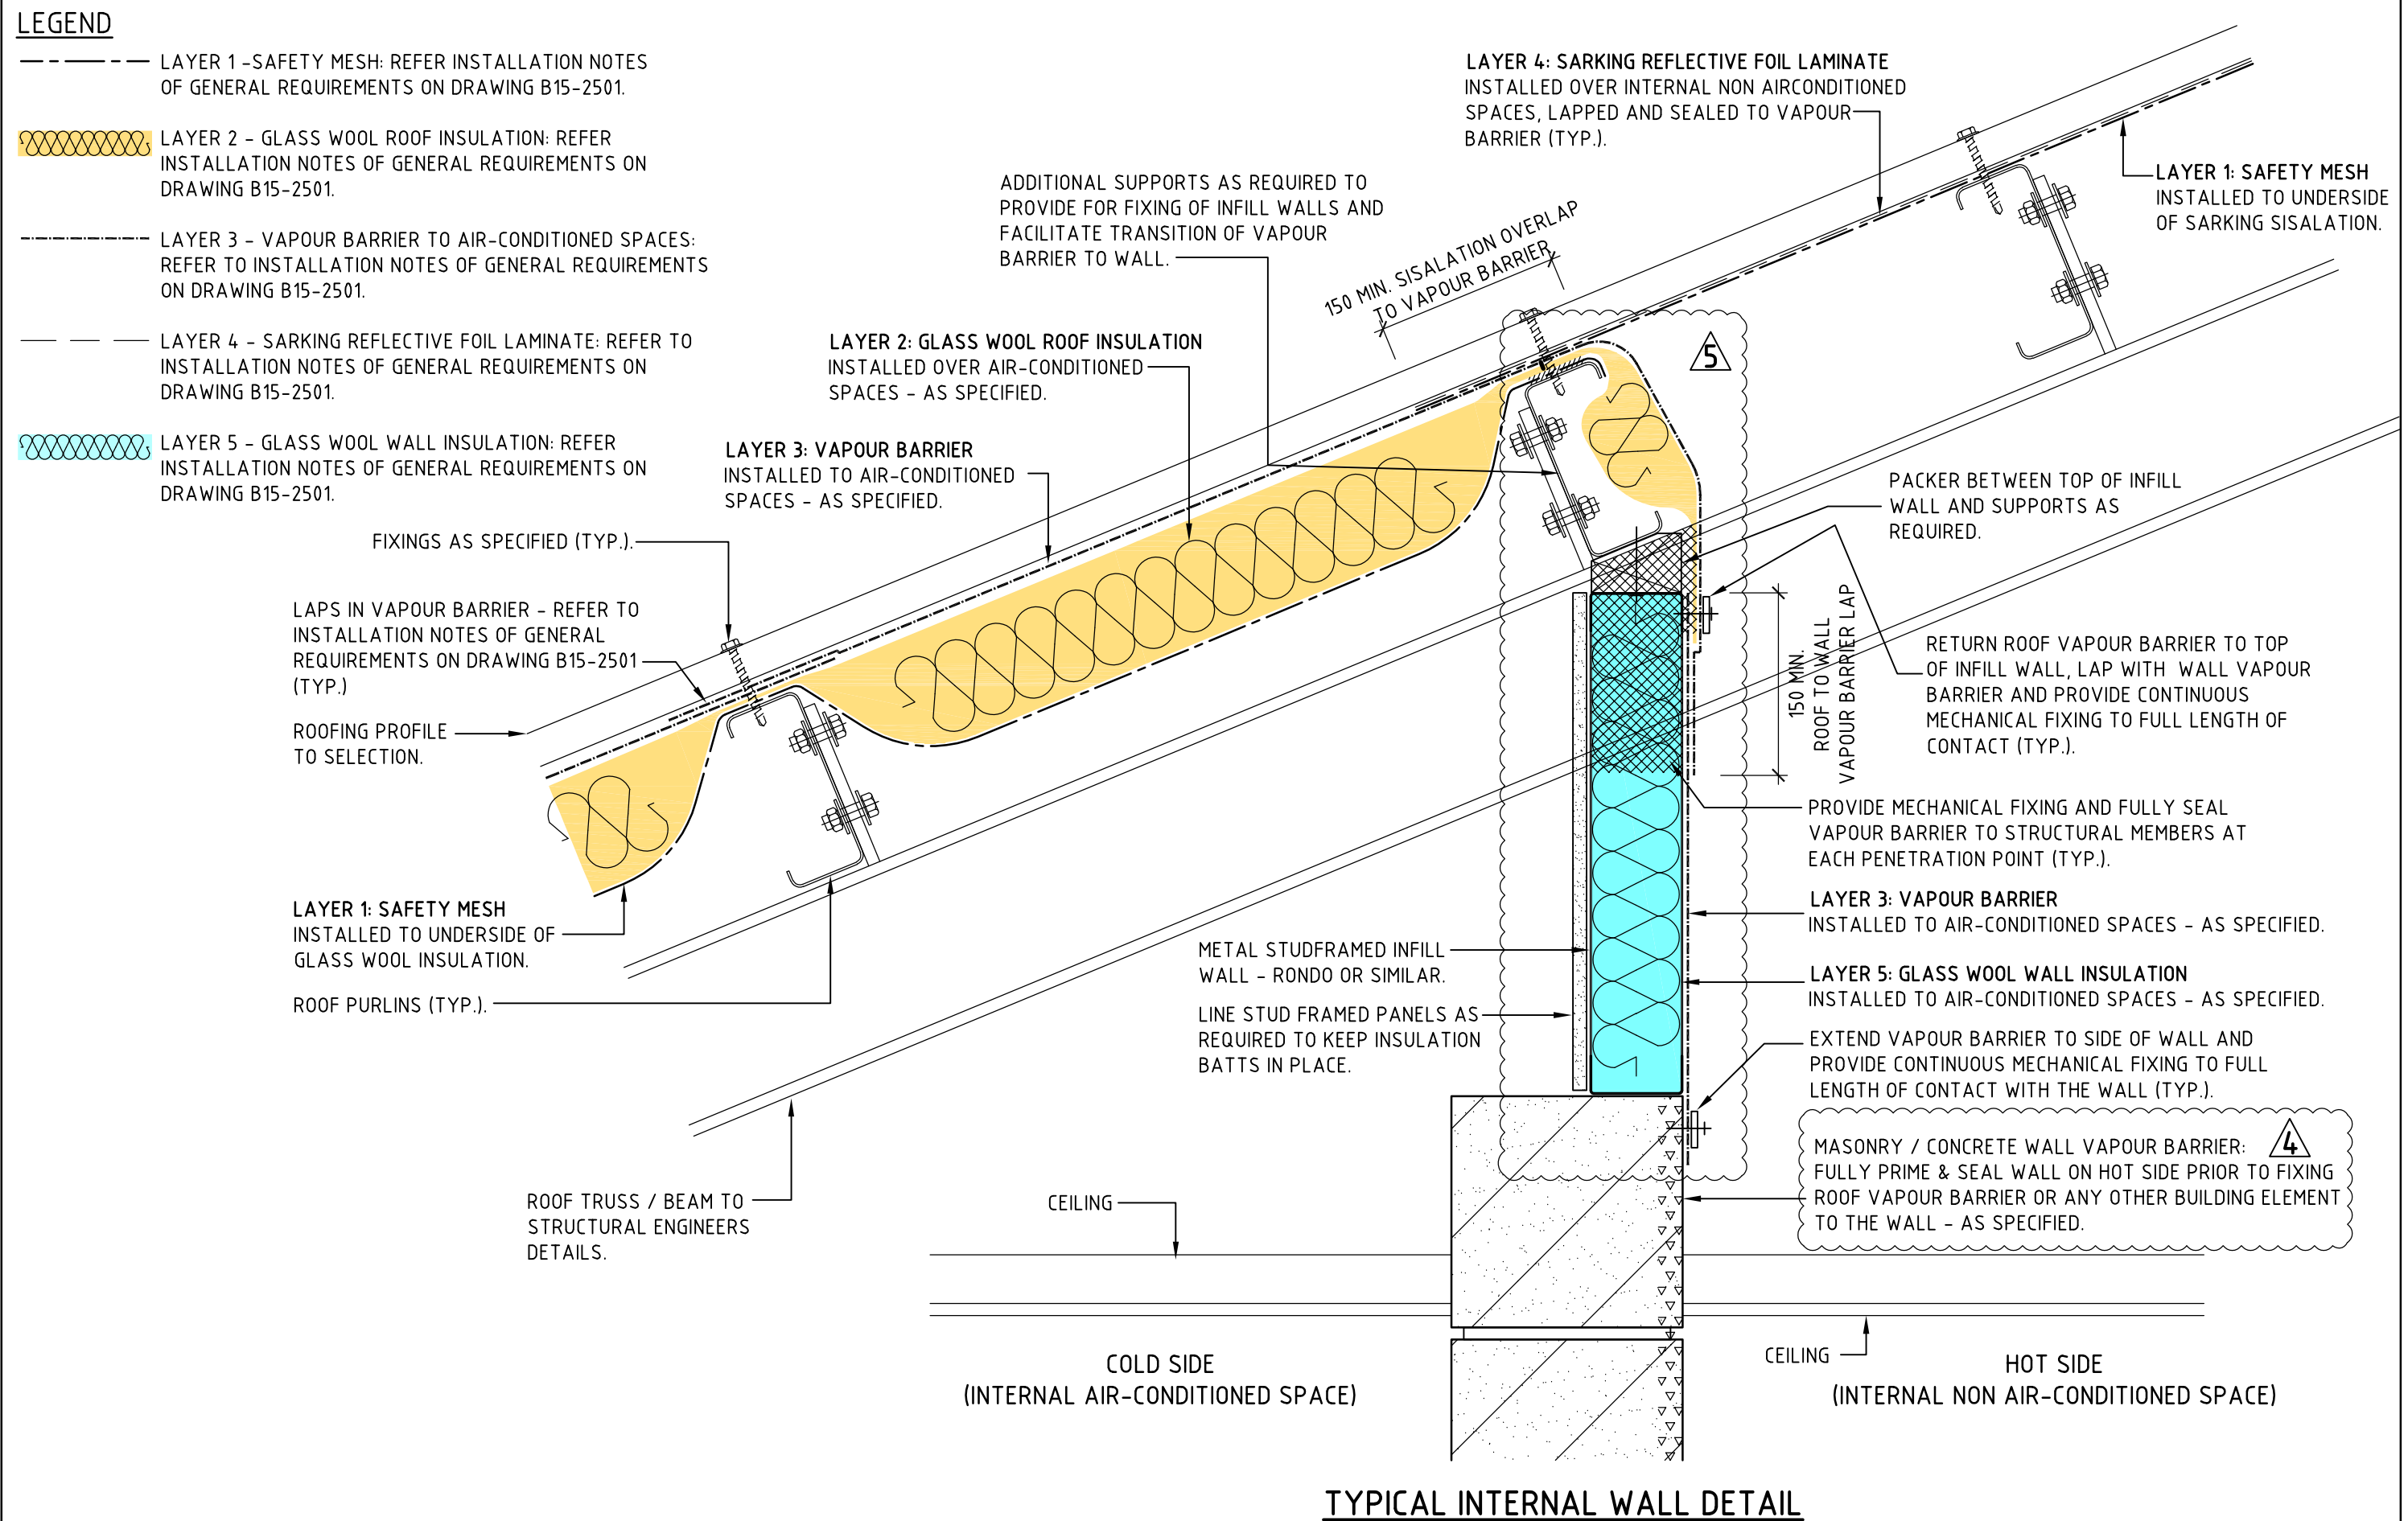 LEGEND
LAYER 1 -SAFETY MESH: REFER INSTALLATION NOTES
OF GENERAL REQUIREMENTS ON DRAWING B15-2501.
LAYER 2 - GLASS WOOL ROOF INSULATION: REFER
INSTALLATION NOTES OF GENERAL REQUIREMENTS ON
DRAWING B15-2501.
LAYER 3 - VAPOUR BARRIER TO AIR-CONDITIONED SPACES:
REFER TO INSTALLATION NOTES OF GENERAL REQUIREMENTS
ON DRAWING B15-2501.
LAYER 4 - SARKING REFLECTIVE FOIL LAMINATE: REFER TO
INSTALLATION NOTES OF GENERAL REQUIREMENTS ON
DRAWING B15-2501.
LAYER 5 - GLASS WOOL WALL INSULATION: REFER
INSTALLATION NOTES OF GENERAL REQUIREMENTS ON
DRAWING B15-2501.
LAYER 4: SARKING REFLECTIVE FOIL LAMINATE
INSTALLED OVER INTERNAL NON AIRCONDITIONED
SPACES, LAPPED AND SEALED TO VAPOUR
BARRIER (TYP.).
LAYER 1: SAFETY MESH
INSTALLED TO UNDERSIDE
OF SARKING SISALATION.
ADDITIONAL SUPPORTS AS REQUIRED TO
PROVIDE FOR FIXING OF INFILL WALLS AND
FACILITATE TRANSITION OF VAPOUR
BARRIER TO WALL.
150 MIN. SISALATION OVERLAP
TO VAPOUR BARRIER
LAYER 2: GLASS WOOL ROOF INSULATION
INSTALLED OVER AIR-CONDITIONED
SPACES - AS SPECIFIED.
5
LAYER 3: VAPOUR BARRIER
INSTALLED TO AIR-CONDITIONED
SPACES - AS SPECIFIED.
PACKER BETWEEN TOP OF INFILL
WALL AND SUPPORTS AS
REQUIRED.
FIXINGS AS SPECIFIED (TYP.).
LAPS IN VAPOUR BARRIER - REFER TO
INSTALLATION NOTES OF GENERAL
REQUIREMENTS ON DRAWING B15-2501
(TYP.)
150 MIN.
ROOF TO WALL
VAPOUR BARRIER LAP
RETURN ROOF VAPOUR BARRIER TO TOP
OF INFILL WALL, LAP WITH WALL VAPOUR
BARRIER AND PROVIDE CONTINUOUS
MECHANICAL FIXING TO FULL LENGTH OF
CONTACT (TYP.).
ROOFING PROFILE
TO SELECTION.
PROVIDE MECHANICAL FIXING AND FULLY SEAL
VAPOUR BARRIER TO STRUCTURAL MEMBERS AT
EACH PENETRATION POINT (TYP.).
LAYER 1: SAFETY MESH
INSTALLED TO UNDERSIDE OF
GLASS WOOL INSULATION.
LAYER 3: VAPOUR BARRIER
INSTALLED TO AIR-CONDITIONED SPACES - AS SPECIFIED.
METAL STUDFRAMED INFILL
WALL - RONDO OR SIMILAR.
LAYER 5: GLASS WOOL WALL INSULATION
INSTALLED TO AIR-CONDITIONED SPACES - AS SPECIFIED.
ROOF PURLINS (TYP.).
LINE STUD FRAMED PANELS AS
REQUIRED TO KEEP INSULATION
BATTS IN PLACE.
EXTEND VAPOUR BARRIER TO SIDE OF WALL AND
PROVIDE CONTINUOUS MECHANICAL FIXING TO FULL
LENGTH OF CONTACT WITH THE WALL (TYP.).
MASONRY / CONCRETE WALL VAPOUR BARRIER:
4
FULLY PRIME & SEAL WALL ON HOT SIDE PRIOR TO FIXING
ROOF VAPOUR BARRIER OR ANY OTHER BUILDING ELEMENT
TO THE WALL - AS SPECIFIED.
ROOF TRUSS / BEAM TO
STRUCTURAL ENGINEERS
DETAILS.
CEILING
CEILING
COLD SIDE
(INTERNAL AIR-CONDITIONED SPACE)
HOT SIDE
(INTERNAL NON AIR-CONDITIONED SPACE)
TYPICAL INTERNAL WALL DETAIL